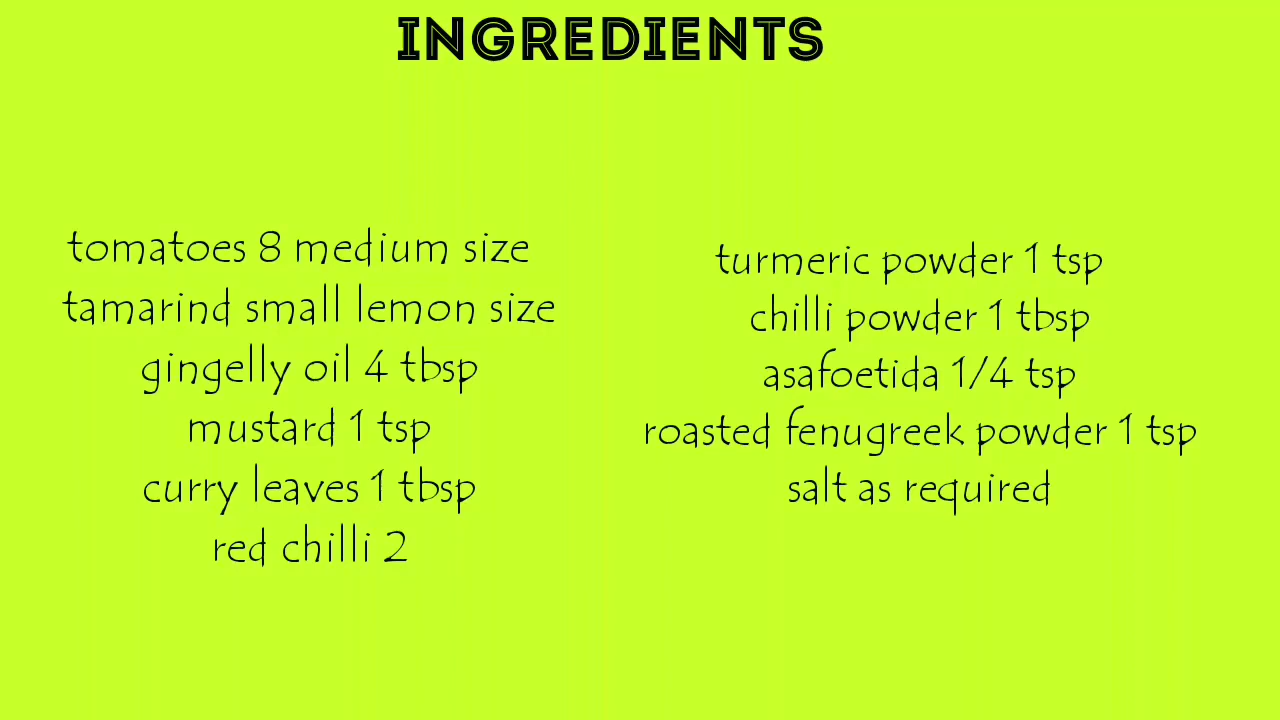 INGREDIENTS
tomatoes 8 medium size
tamarind small lemon size
gingelly oil 4 tbsp
mustard 1 tsp
curry leaves 1 tbsp
red chilli 2
turmeric powder 1 tsp
chilli powder 1 tbsp
asafoetida 1/4 tsp
roasted fenugreek powder 1 tsp
salt as required